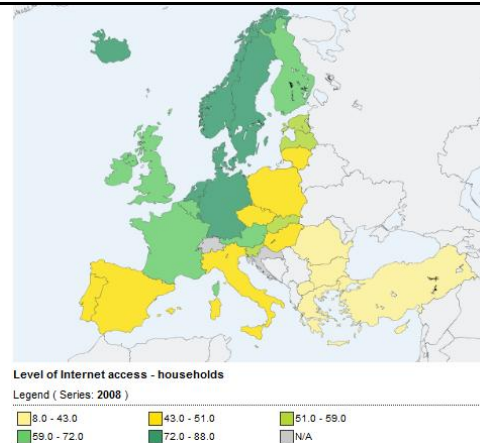 Level of Internet access - households
Legend ( Series: 2008 )
8.0 - 43.0 43.0 - 51.0 51.0 - 59.0
59.0 - 72.0 72.0 - 88.0 N/A